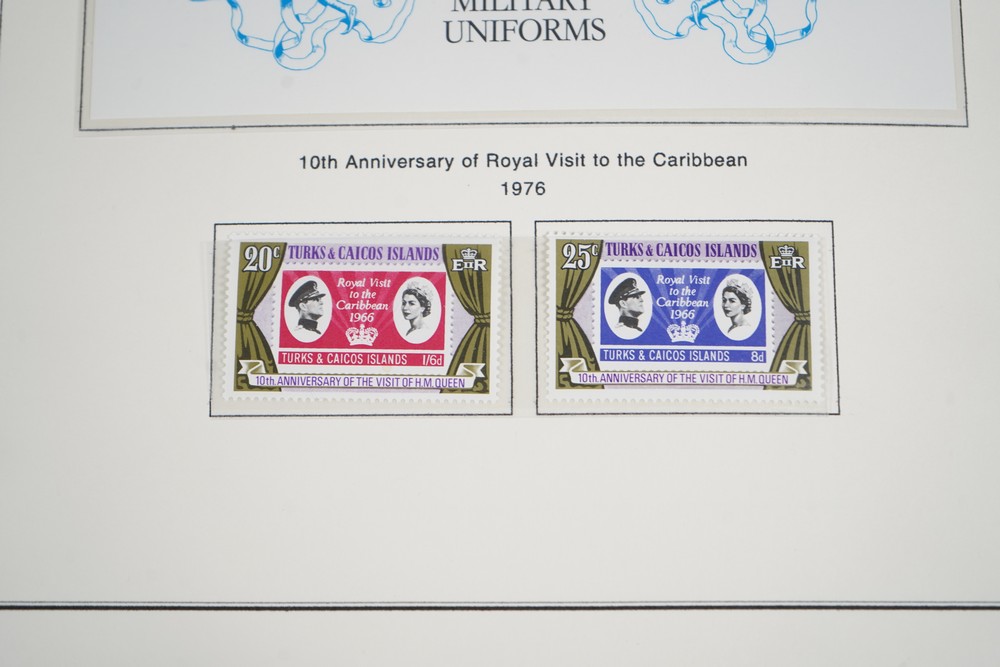 MILITARY
UNIFORMS
10th Anniversary of Royal Visit to the Caribbean
1976
20c TURKS & CAICOS ISLANDS
EIIR
Royal Visit
to the
Caribbean
1966
TURKS & CAICOS ISLANDS 1/6d
10th. ANNIVERSARY OF THE VISIT OF H.M. QUEEN
25c TURKS & CAICOS ISLANDS
EIIR
Royal Visit
to the
Caribbean
1966
TURKS & CAICOS ISLANDS 8d
10th. ANNIVERSARY OF THE VISIT OF H.M. QUEEN